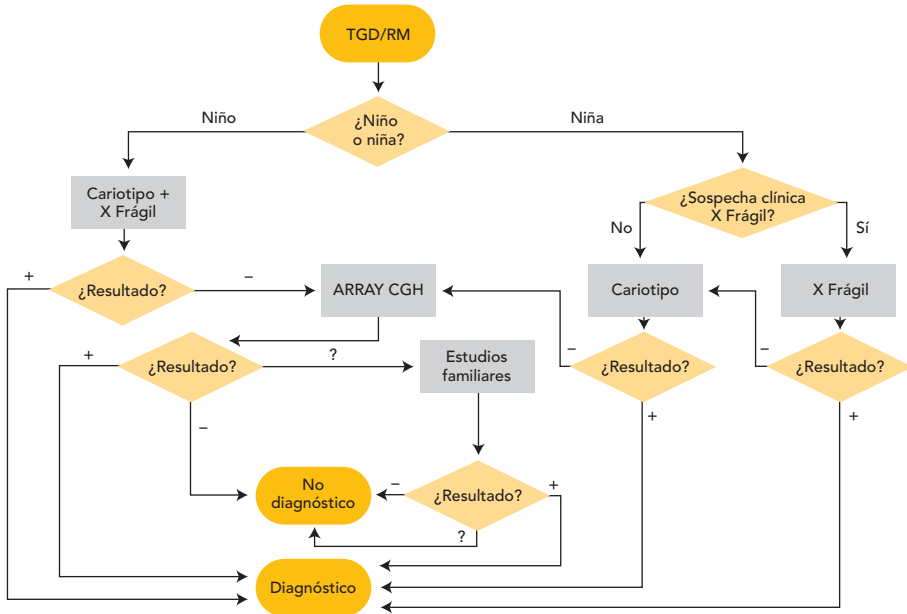 TGD/RM
¿Niño
o niña?
Niño
Niña
Cariotipo +
X Frágil
¿Sospecha clínica
X Frágil?
No
Sí
+
¿Resultado?
–
ARRAY CGH
Cariotipo
X Frágil
+
¿Resultado?
?
Estudios
familiares
–
¿Resultado?
+
–
¿Resultado?
+
–
No
diagnóstico
–
¿Resultado?
+
?
Diagnóstico